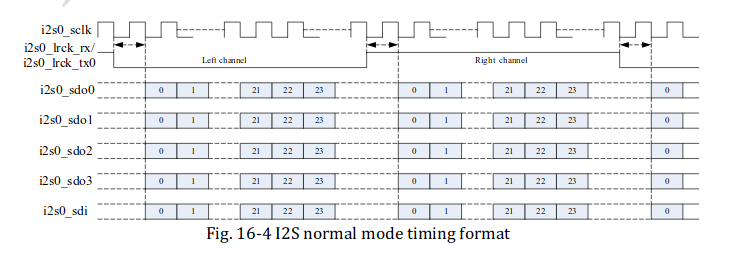 i2s0_sclk
i2s0_lrck_rx/
i2s0_lrck_tx0
Left channel
Right channel
i2s0_sdo0 0 1 21 22 23 0 1 21 22 23 0
i2s0_sdo1 0 1 21 22 23 0 1 21 22 23 0
i2s0_sdo2 0 1 21 22 23 0 1 21 22 23 0
i2s0_sdo3 0 1 21 22 23 0 1 21 22 23 0
i2s0_sdi 0 1 21 22 23 0 1 21 22 23 0
Fig. 16-4 I2S normal mode timing format